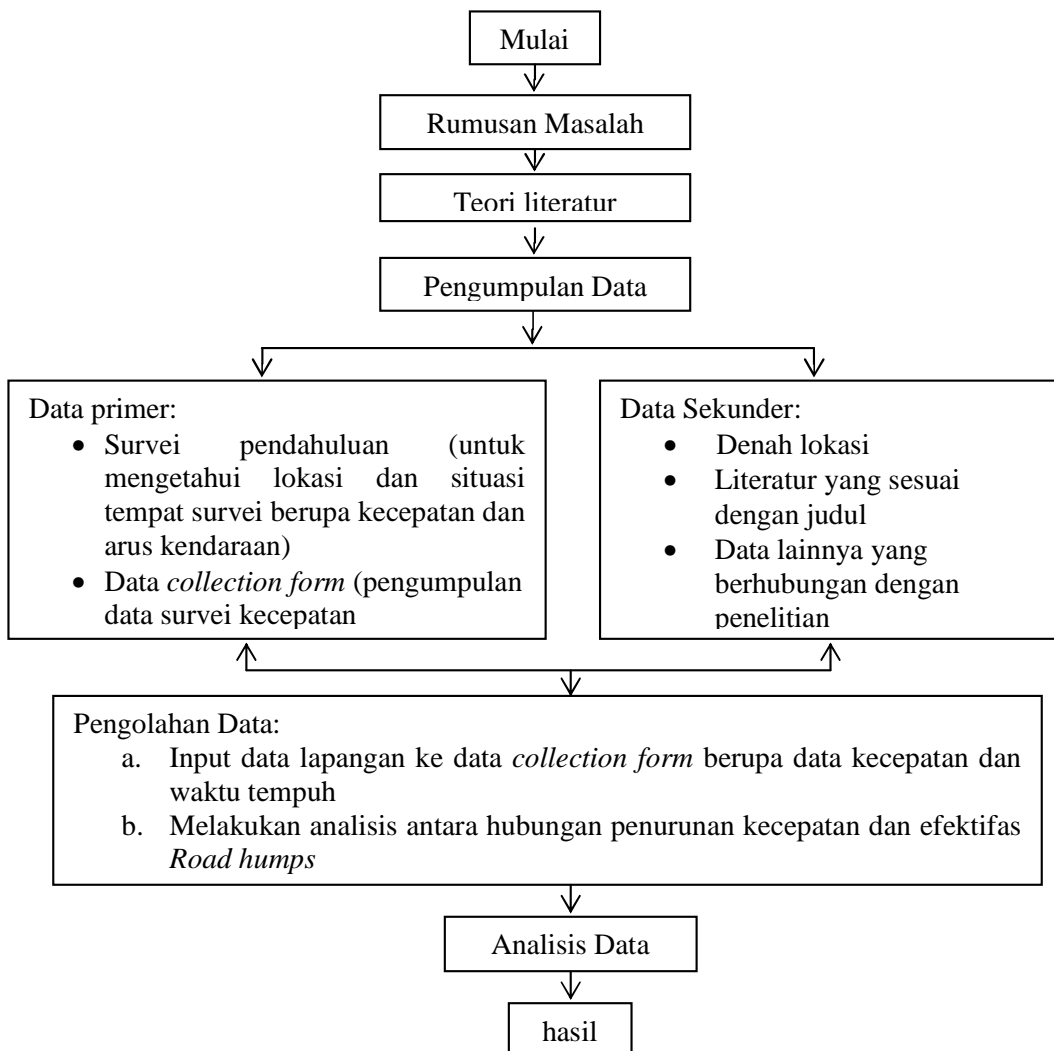 Mulai
Rumusan Masalah
Teori literatur
Pengumpulan Data
Data primer:
• Survei pendahuluan (untuk
mengetahui lokasi dan situasi
tempat survei berupa kecepatan dan
arus kendaraan)
• Data collection form (pengumpulan
data survei kecepatan
Data Sekunder:
• Denah lokasi
• Literatur yang sesuai
dengan judul
• Data lainnya yang
berhubungan dengan
penelitian
Pengolahan Data:
a. Input data lapangan ke data collection form berupa data kecepatan dan
waktu tempuh
b. Melakukan analisis antara hubungan penurunan kecepatan dan efektifas
Road humps
Analisis Data
hasil